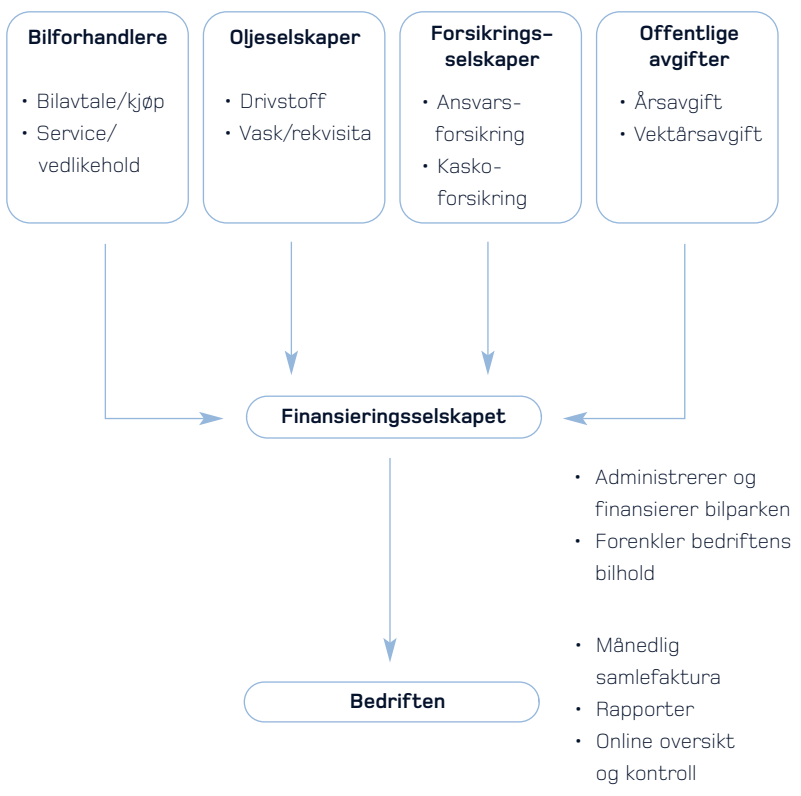 Bilforhandlere
• Bilavtale/kjøp
• Service/
vedlikehold
Oljeselskaper
• Drivstoff
• Vask/rekvisita
Forsikrings-
selskaper
• Ansvars-
forsikring
• Kasko-
forsikring
Offentlige
avgifter
• Årsavgift
• Vektårsavgift
Finansieringsselskapet
• Administrerer og
finansierer bilparken
• Forenkler bedriftens
bilhold
Bedriften
• Månedlig
samlefaktura
• Rapporter
• Online oversikt
og kontroll